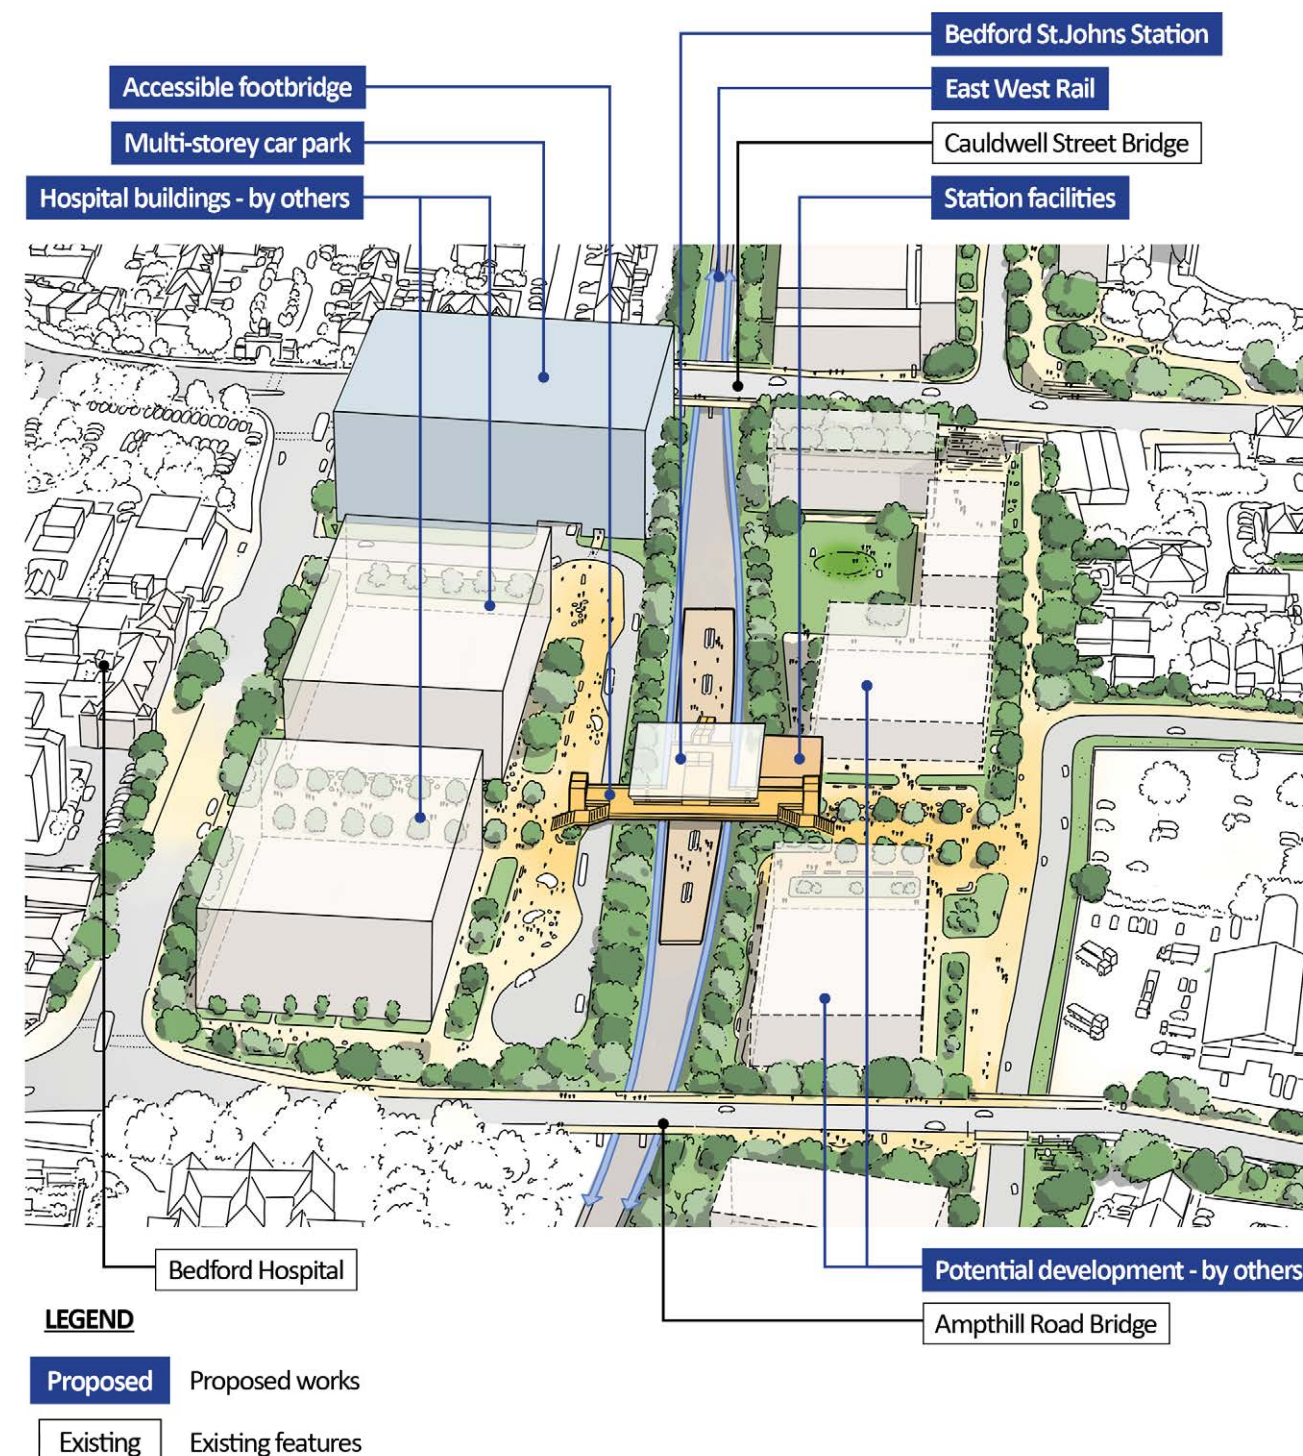 Bedford St.Johns Station
Accessible footbridge
East West Rail
Multi-storey car park
Cauldwell Street Bridge
Hospital buildings - by others
Station facilities
Bedford Hospital
Potential development - by others
Ampthill Road Bridge
LEGEND
Proposed Proposed works
Existing Existing features